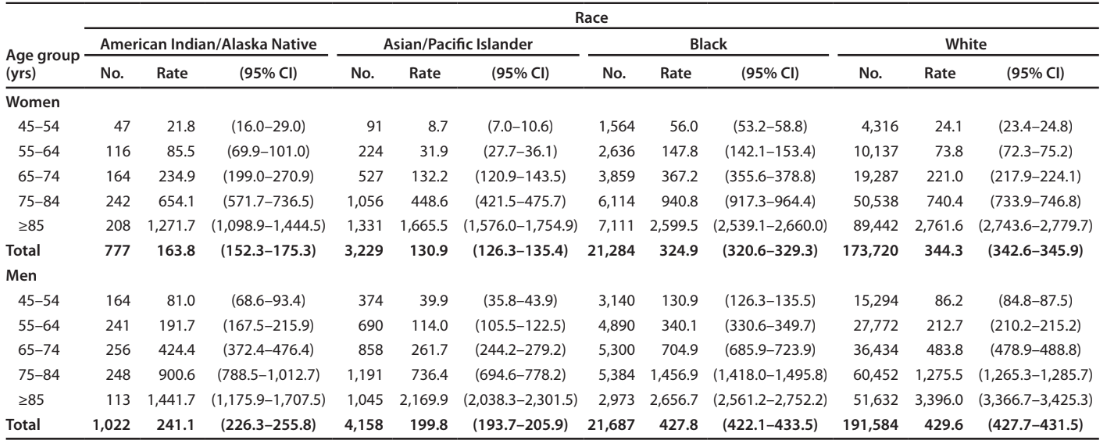 Race
American Indian/Alaska Native Asian/Pacific Islander Black White
Age group
(yrs) No. Rate (95% CI) No. Rate (95% CI) No. Rate (95% CI) No. Rate (95% CI)
Women
45–54 47 21.8 (16.0–29.0) 91 8.7 (7.0–10.6) 1,564 56.0 (53.2–58.8) 4,316 24.1 (23.4–24.8)
55–64 116 85.5 (69.9–101.0) 224 31.9 (27.7–36.1) 2,636 147.8 (142.1–153.4) 10,137 73.8 (72.3–75.2)
65–74 164 234.9 (199.0–270.9) 527 132.2 (120.9–143.5) 3,859 367.2 (355.6–378.8) 19,287 221.0 (217.9–224.1)
75–84 242 654.1 (571.7–736.5) 1,056 448.6 (421.5–475.7) 6,114 940.8 (917.3–964.4) 50,538 740.4 (733.9–746.8)
≥85 208 1,271.7 (1,098.9–1,444.5) 1,331 1,665.5 (1,576.0–1,754.9) 7,111 2,599.5 (2,539.1–2,660.0) 89,442 2,761.6 (2,743.6–2,779.7)
Total 777 163.8 (152.3–175.3) 3,229 130.9 (126.3–135.4) 21,284 324.9 (320.6–329.3) 173,720 344.3 (342.6–345.9)
Men
45–54 164 81.0 (68.6–93.4) 374 39.9 (35.8–43.9) 3,140 130.9 (126.3–135.5) 15,294 86.2 (84.8–87.5)
55–64 241 191.7 (167.5–215.9) 690 114.0 (105.5–122.5) 4,890 340.1 (330.6–349.7) 27,772 212.7 (210.2–215.2)
65–74 256 424.4 (372.4–476.4) 858 261.7 (244.2–279.2) 5,300 704.9 (685.9–723.9) 36,434 483.8 (478.9–488.8)
75–84 248 900.6 (788.5–1,012.7) 1,191 736.4 (694.6–778.2) 5,384 1,456.9 (1,418.0–1,495.8) 60,452 1,275.5 (1,265.3–1,285.7)
≥85 113 1,441.7 (1,175.9–1,707.5) 1,045 2,169.9 (2,038.3–2,301.5) 2,973 2,656.7 (2,561.2–2,752.2) 51,632 3,396.0 (3,366.7–3,425.3)
Total 1,022 241.1 (226.3–255.8) 4,158 199.8 (193.7–205.9) 21,687 427.8 (422.1–433.5) 191,584 429.6 (427.7–431.5)